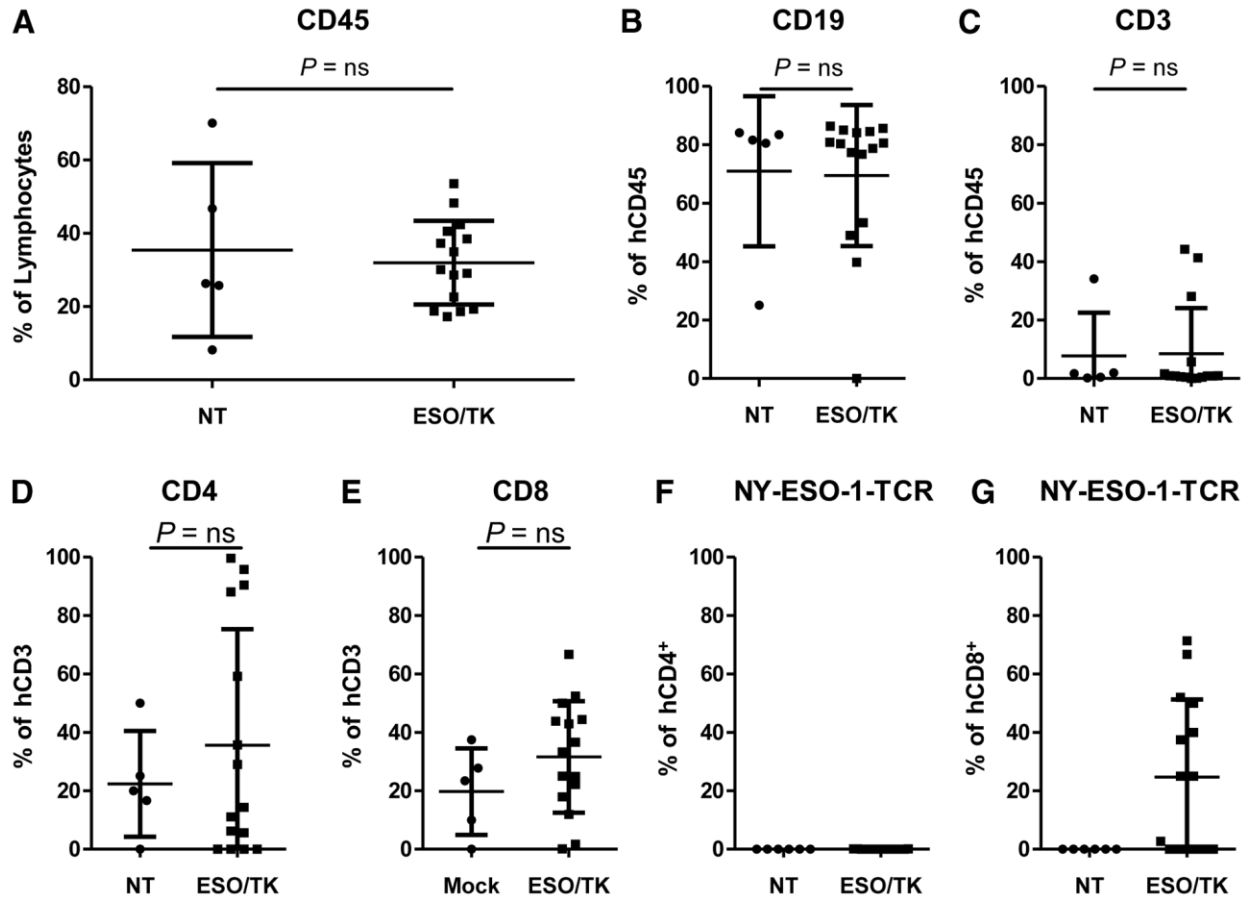 A
CD45
P = ns
% of Lymphocytes
80
60
40
20
0
NT
ESO/TK
B
CD19
P = ns
% of hCD45
100
80
60
40
20
0
NT
ESO/TK
C
CD3
P = ns
% of hCD45
100
80
60
40
20
0
NT
ESO/TK
D
CD4
P = ns
% of hCD3
100
80
60
40
20
0
NT
ESO/TK
E
CD8
P = ns
% of hCD3
100
80
60
40
20
0
Mock
ESO/TK
F
NY-ESO-1-TCR
% of hCD4⁺
100
80
60
40
20
0
NT
ESO/TK
G
NY-ESO-1-TCR
% of hCD8⁺
100
80
60
40
20
0
NT
ESO/TK